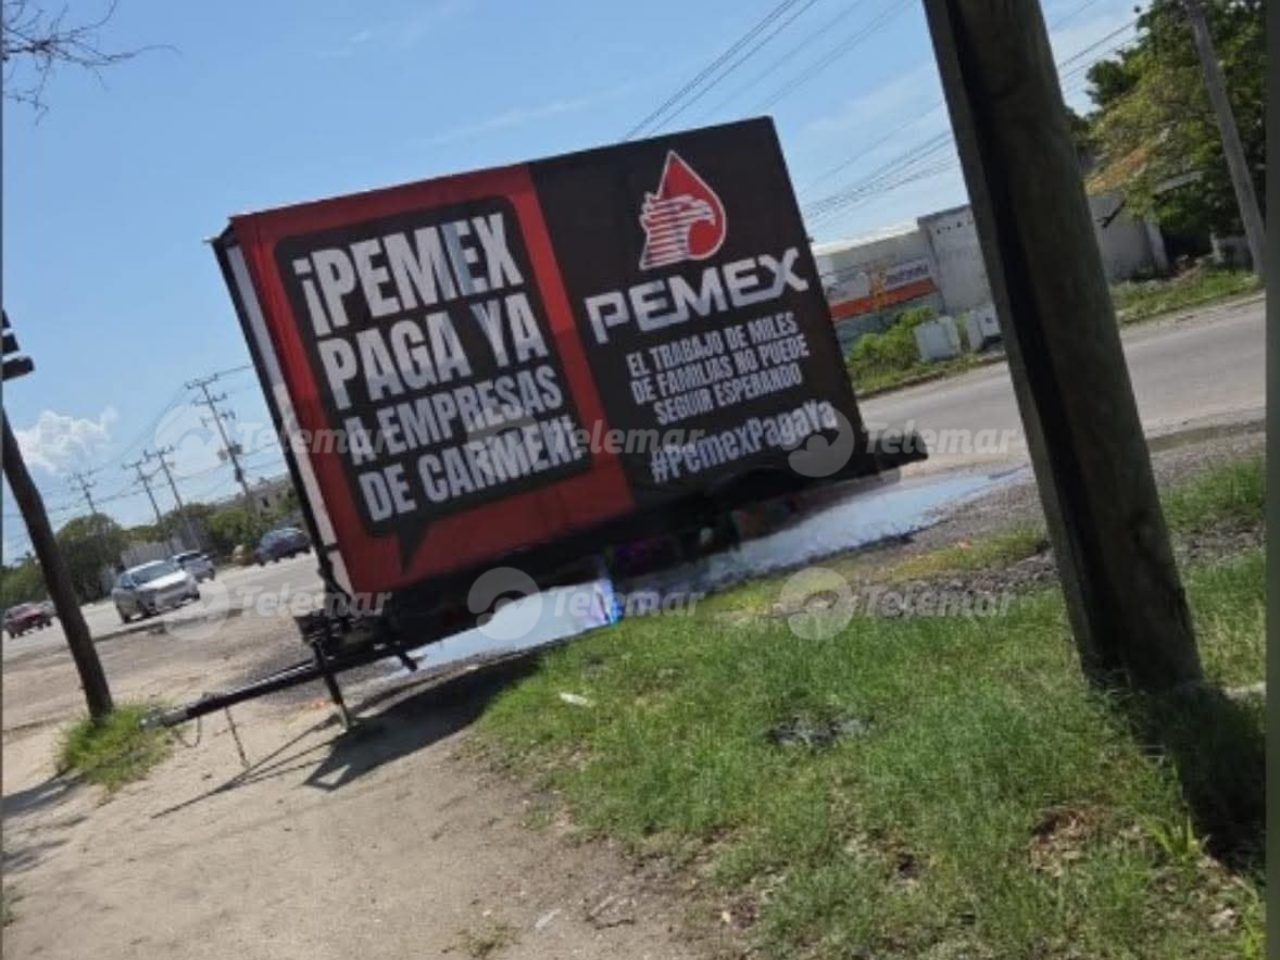 ¡PEMEX
PAGA YA
A EMPRESAS
DE CARMEN!
PEMEX
EL TRABAJO DE MILES
DE FAMILIAS NO PUEDE
SEGUIR ESPERANDO
#PemexPagaYa
Telemar Telemar Telemar
Telemar Telemar Telemar